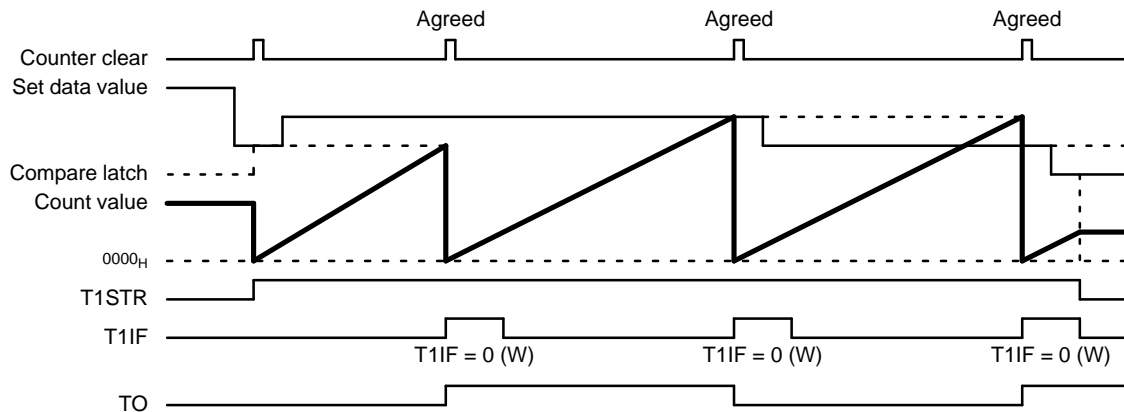 Agreed Agreed Agreed
Counter clear
Set data value
Compare latch
Count value
0000H
T1STR
T1IF
T1IF = 0 (W) T1IF = 0 (W) T1IF = 0 (W)
TO